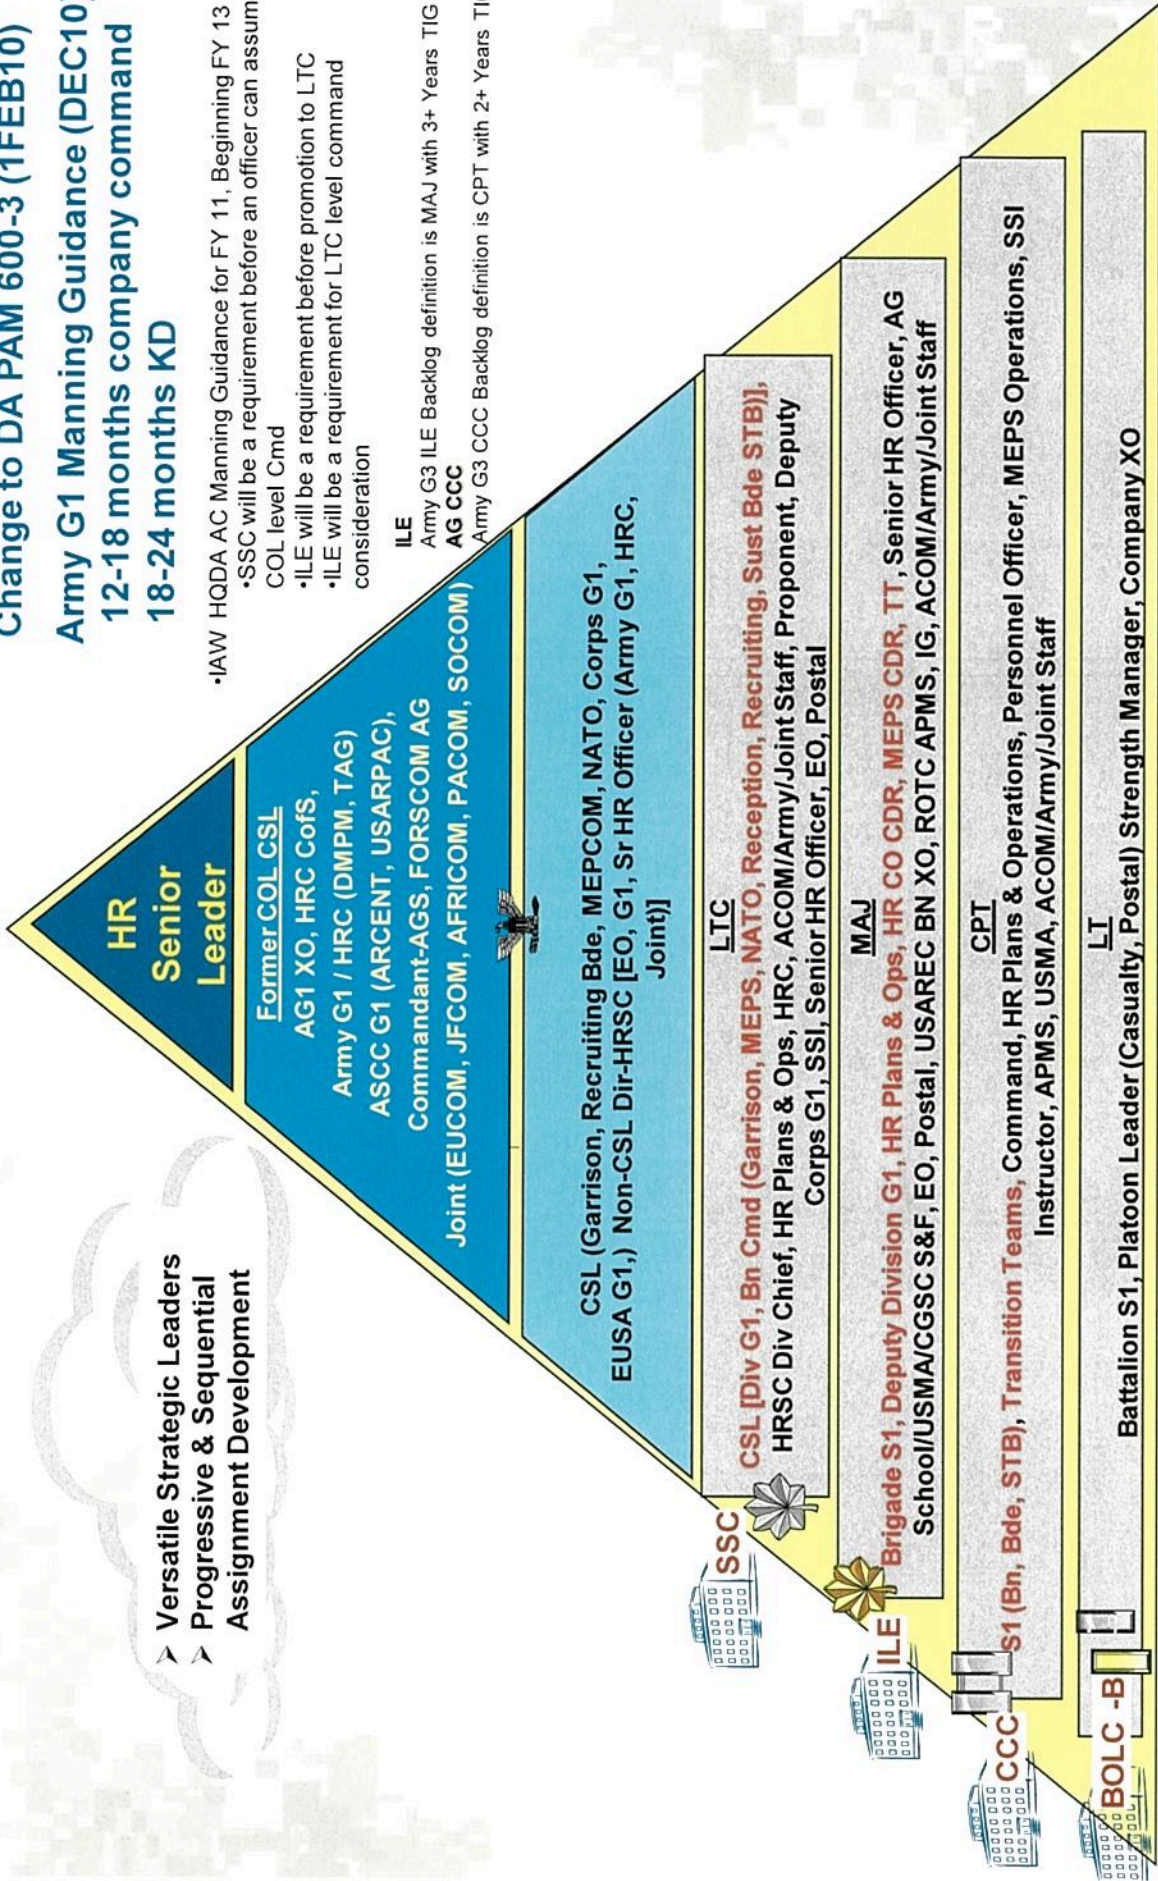 Change to DA PAM 600-3 (1FEB10)
Army G1 Manning Guidance (DEC10)
12-18 months company command
18-24 months KD
•IAW HQDA AC Manning Guidance for FY 11, Beginning FY 13
•SSC will be a requirement before an officer can assum
COL level Cmd
•ILE will be a requirement before promotion to LTC
•ILE will be a requirement for LTC level command
consideration
ILE
Army G3 ILE Backlog definition is MAJ with 3+ Years TIG
AG CCC
Army G3 CCC Backlog definition is CPT with 2+ Years TI
➢ Versatile Strategic Leaders
➢ Progressive & Sequential
Assignment Development
HR
Senior
Leader
Former COL CSL
AG1 XO, HRC CofS,
Army G1 / HRC (DMPM, TAG)
ASCC G1 (ARCENT, USARPAC),
Commandant-AGS, FORSCOM AG
Joint (EUCOM, JFCOM, AFRICOM, PACOM, SOCOM)
CSL (Garrison, Recruiting Bde, MEPCOM, NATO, Corps G1,
EUSA G1,) Non-CSL Dir-HRSC [EO, G1, Sr HR Officer (Army G1, HRC,
Joint)]
SSC
LTC
CSL [Div G1, Bn Cmd (Garrison, MEPS, NATO, Reception, Recruiting, Sust Bde STB)],
HRSC Div Chief, HR Plans & Ops, HRC, ACOM/Army/Joint Staff, Proponent, Deputy
Corps G1, SSI, Senior HR Officer, EO, Postal
ILE
MAJ
Brigade S1, Deputy Division G1, HR Plans & Ops, HR CO CDR, MEPS CDR, TT, Senior HR Officer, AG
School/USMA/CGSC S&F, EO, Postal, USAREC BN XO, ROTC APMS, IG, ACOM/Army/Joint Staff
CCC
CPT
S1 (Bn, Bde, STB), Transition Teams, Command, HR Plans & Operations, Personnel Officer, MEPS Operations, SSI
Instructor, APMS, USMA, ACOM/Army/Joint Staff
BOLC -B
LT
Battalion S1, Platoon Leader (Casualty, Postal) Strength Manager, Company XO